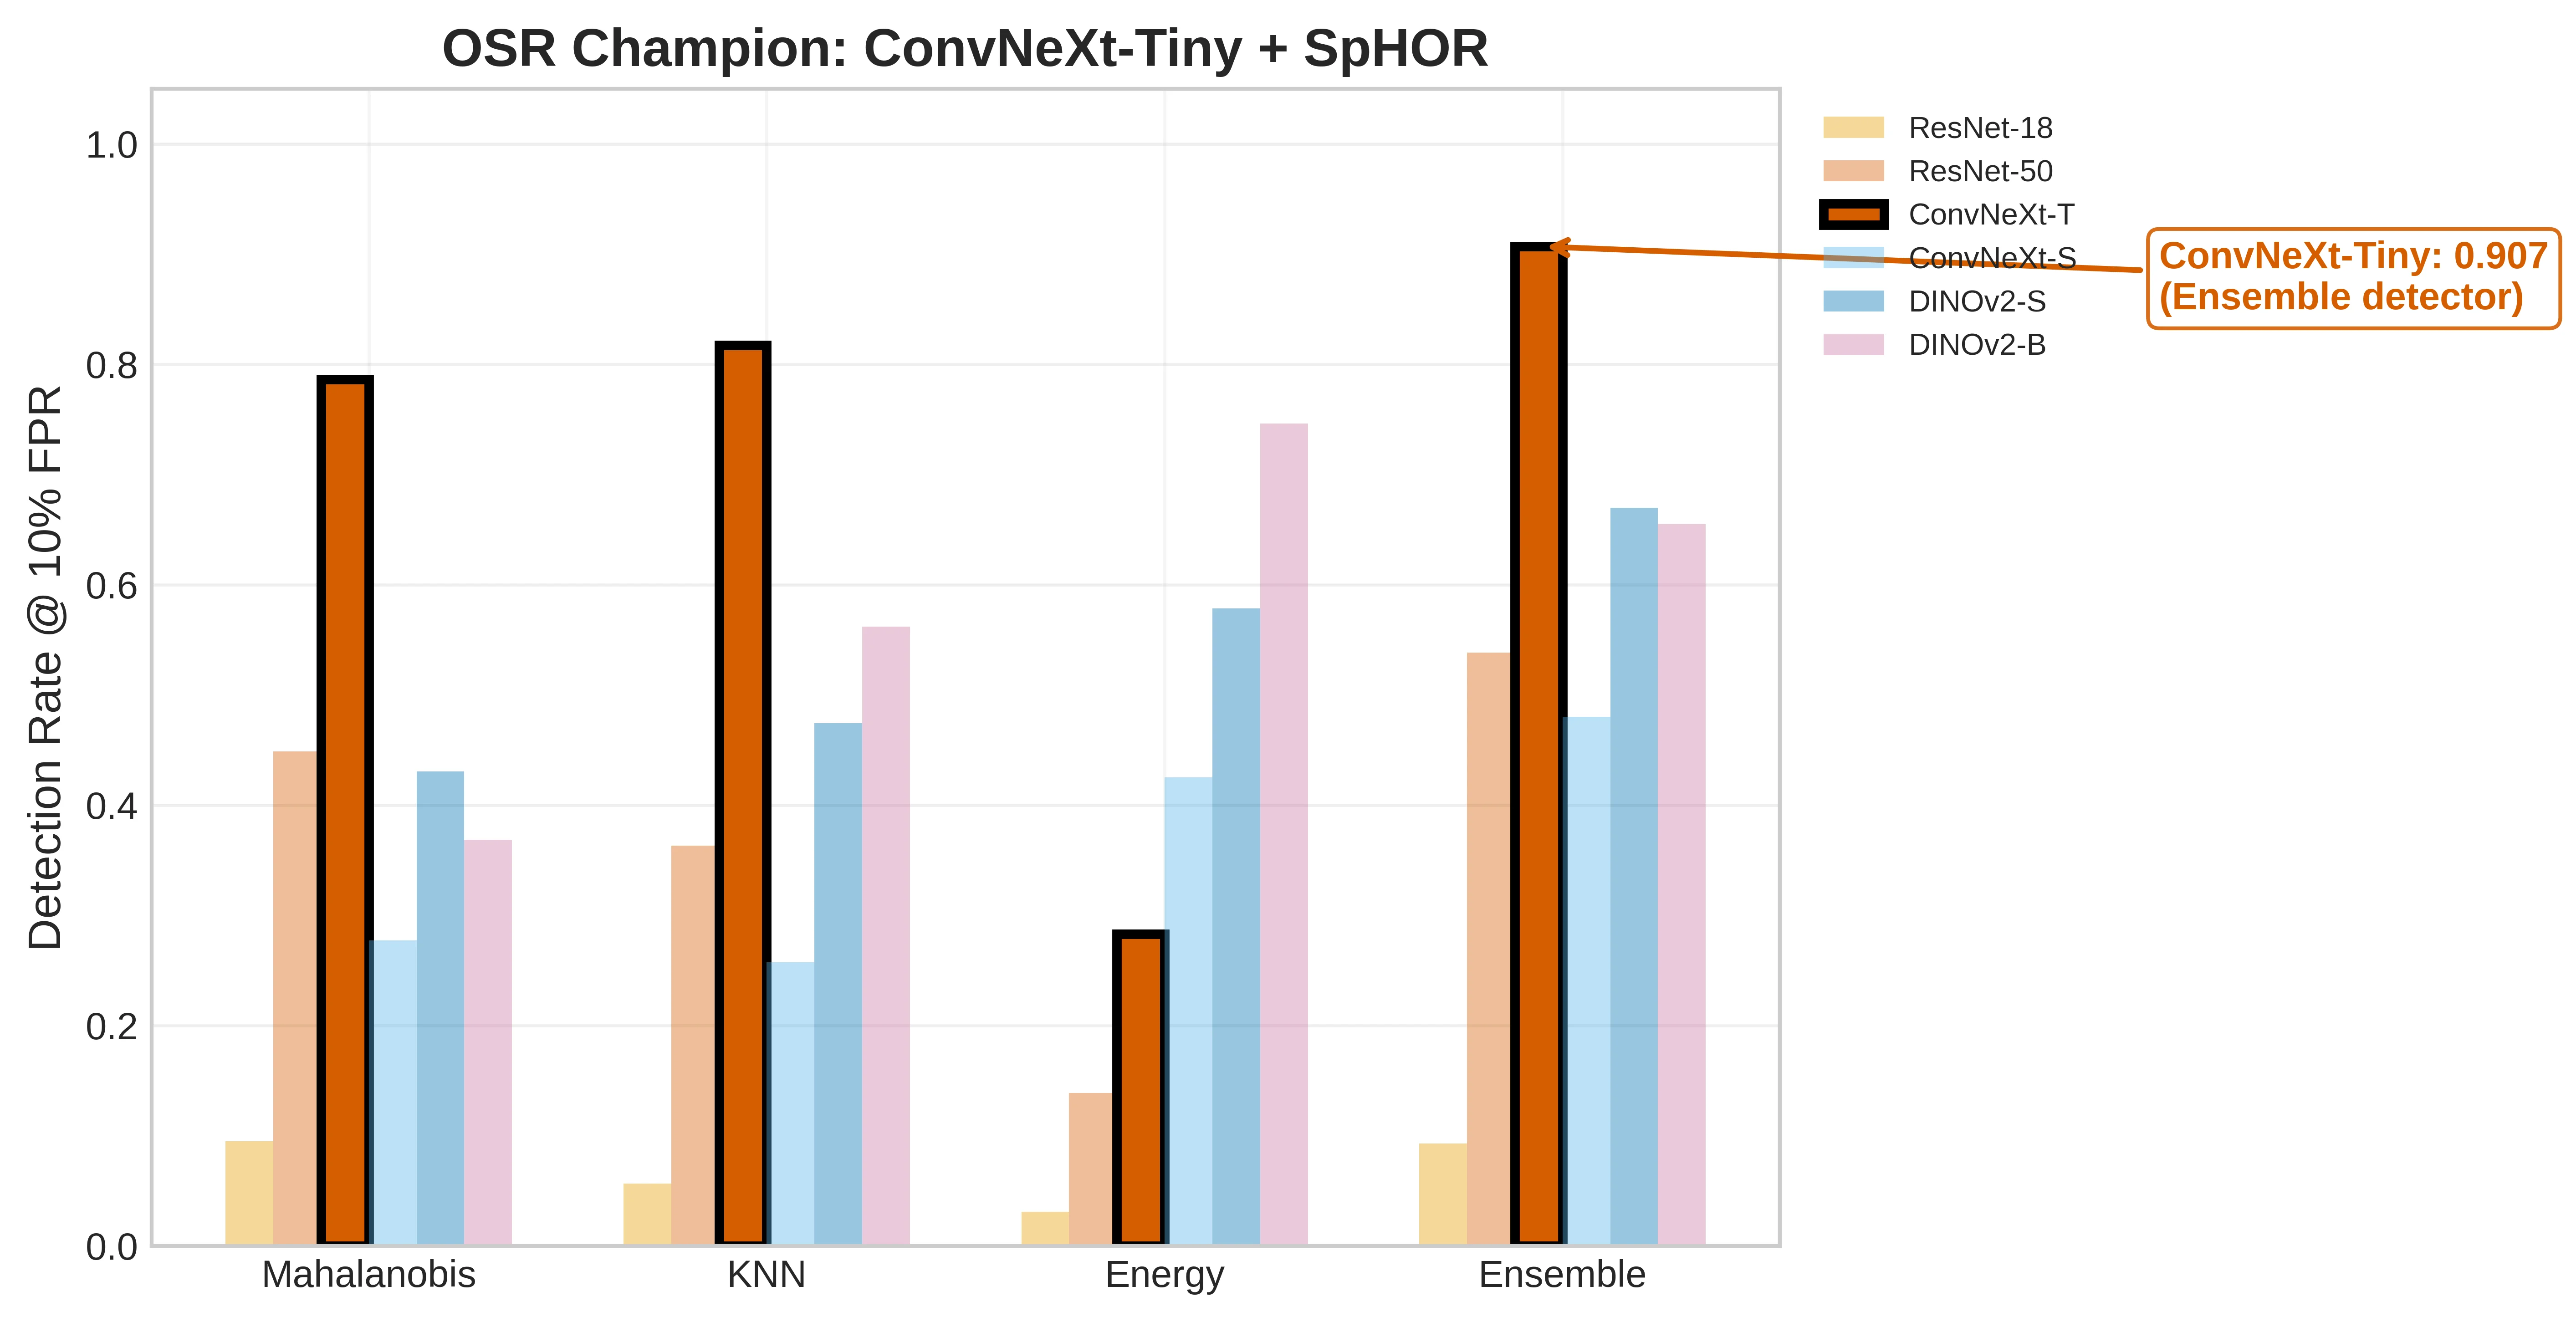 OSR Champion: ConvNeXt-Tiny + SpHOR
Detection Rate @ 10% FPR
1.0
0.8
0.6
0.4
0.2
0.0
Mahalanobis
KNN
Energy
Ensemble
ResNet-18
ResNet-50
ConvNeXt-T
ConvNeXt-S
DINOv2-S
DINOv2-B
ConvNeXt-Tiny: 0.907
(Ensemble detector)